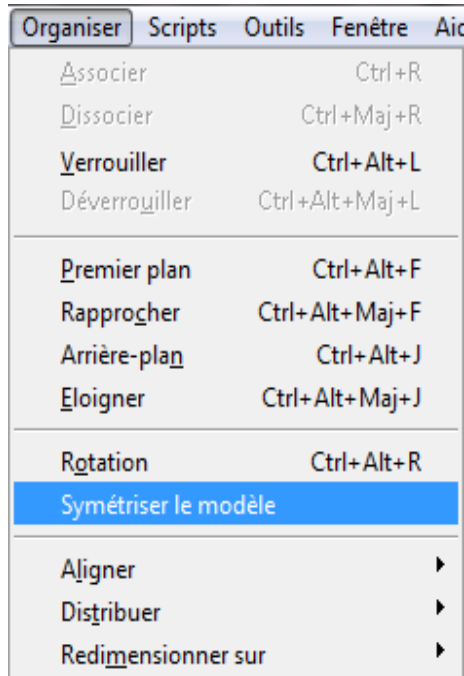 Organiser Scripts Outils Fenêtre Aid
Associer Ctrl+R
Dissocier Ctrl+Maj+R
Verrouiller Ctrl+Alt+L
Déverrouiller Ctrl+Alt+Maj+L
Premier plan Ctrl+Alt+F
Rapprocher Ctrl+Alt+Maj+F
Arrière-plan Ctrl+Alt+J
Eloigner Ctrl+Alt+Maj+J
Rotation Ctrl+Alt+R
Symétriser le modèle
Aligner
Distribuer
Redimensionner sur